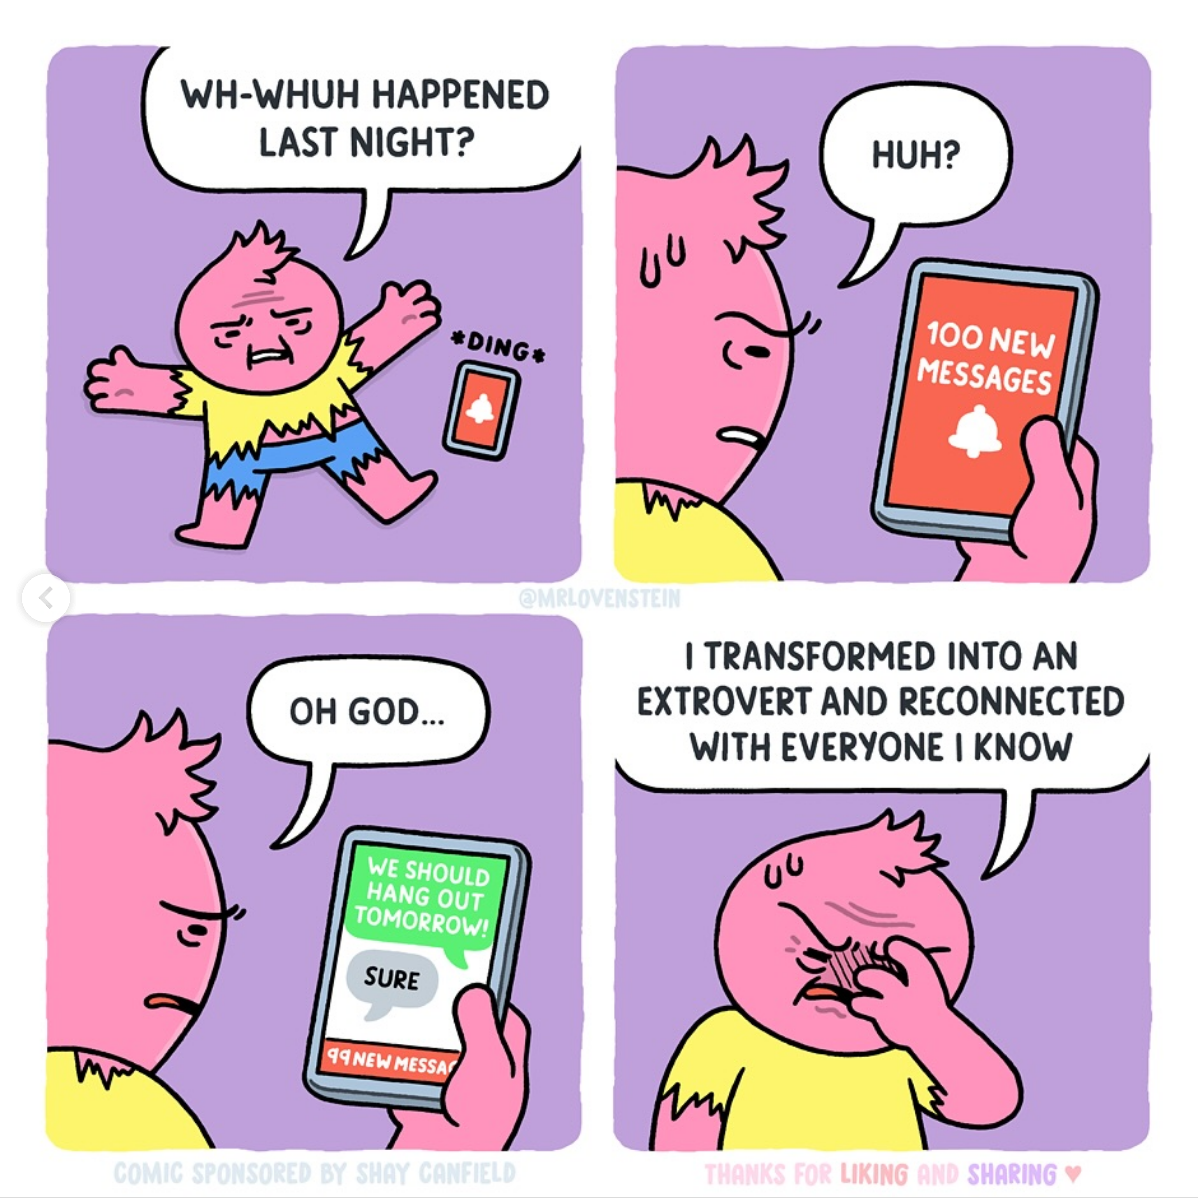 WH-WHUH HAPPENED
LAST NIGHT?
*DING*
HUH?
100 NEW
MESSAGES
@MRLOVENSTEIN
OH GOD...
WE SHOULD
HANG OUT
TOMORROW!
SURE
99 NEW MESSAG
I TRANSFORMED INTO AN
EXTROVERT AND RECONNECTED
WITH EVERYONE I KNOW
COMIC SPONSORED BY SHAY CANFIELD
THANKS FOR LIKING AND SHARING ♥